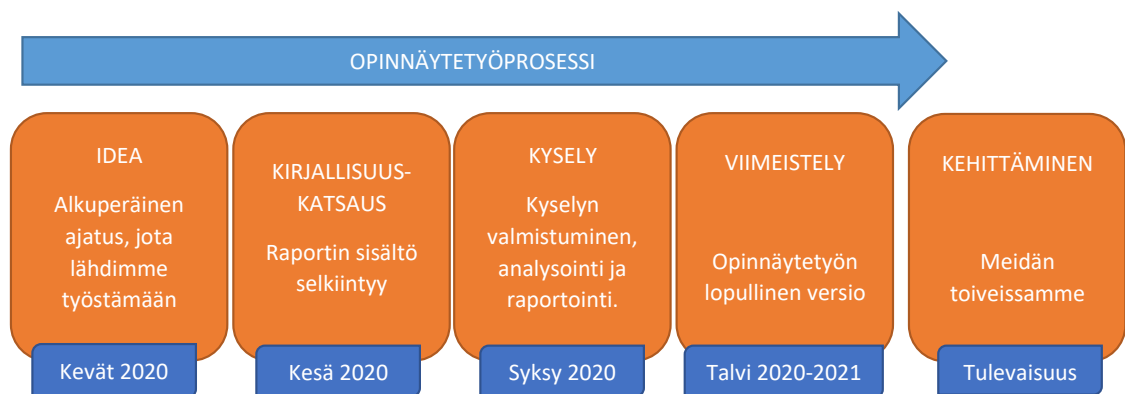 OPINNÄYTETYÖPROSESSI
IDEA
Alkuperäinen
ajatus, jota
lähdimme
työstämään
Kevät 2020
KIRJALLISUUS-
KATSAUS
Raportin sisältö
selkiintyy
Kesä 2020
KYSELY
Kyselyn
valmistuminen,
analysointi ja
raportointi.
Syksy 2020
VIIMEISTELY
Opinnäytetyön
lopullinen versio
Talvi 2020-2021
KEHITTÄMINEN
Meidän
toiveissamme
Tulevaisuus